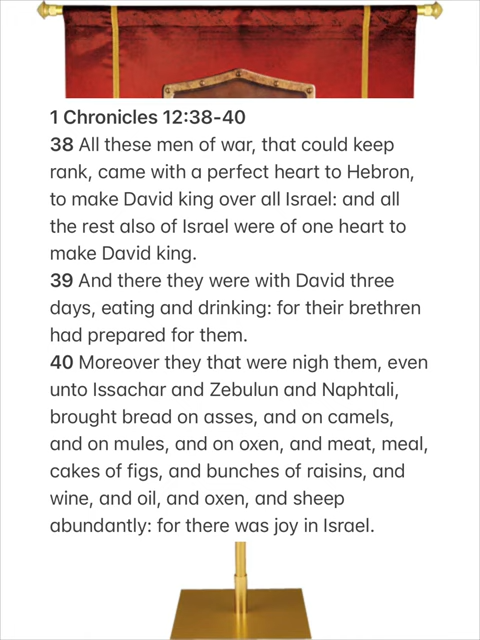 1 Chronicles 12:38-40
38 All these men of war, that could keep
rank, came with a perfect heart to Hebron,
to make David king over all Israel: and all
the rest also of Israel were of one heart to
make David king.
39 And there they were with David three
days, eating and drinking: for their brethren
had prepared for them.
40 Moreover they that were nigh them, even
unto Issachar and Zebulun and Naphtali,
brought bread on asses, and on camels,
and on mules, and on oxen, and meat, meal,
cakes of figs, and bunches of raisins, and
wine, and oil, and oxen, and sheep
abundantly: for there was joy in Israel.